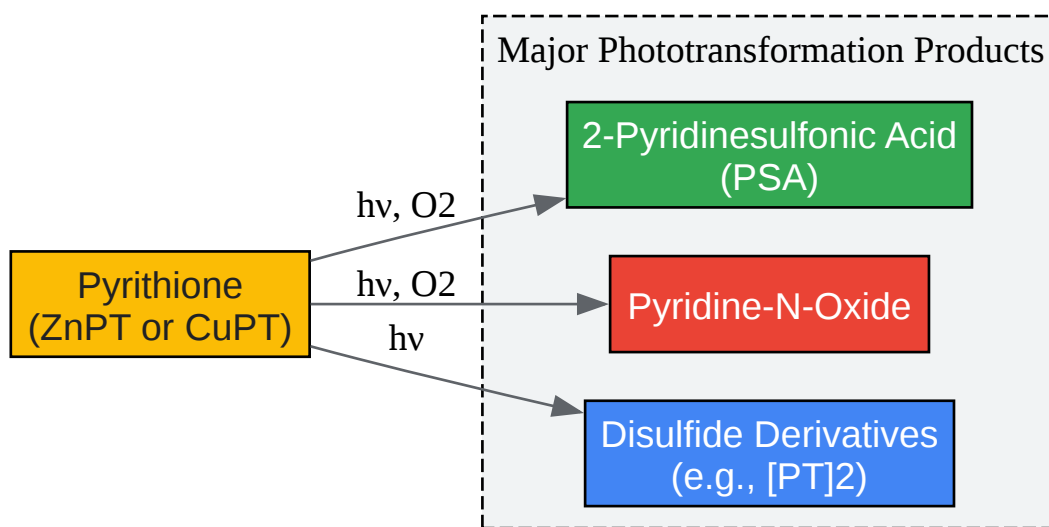 Major Phototransformation Products
2-Pyridinesulfonic Acid
(PSA)
hν, O2
Pyrithione
(ZnPT or CuPT)
hν, O2
Pyridine-N-Oxide
hν
Disulfide Derivatives
(e.g., [PT]2)